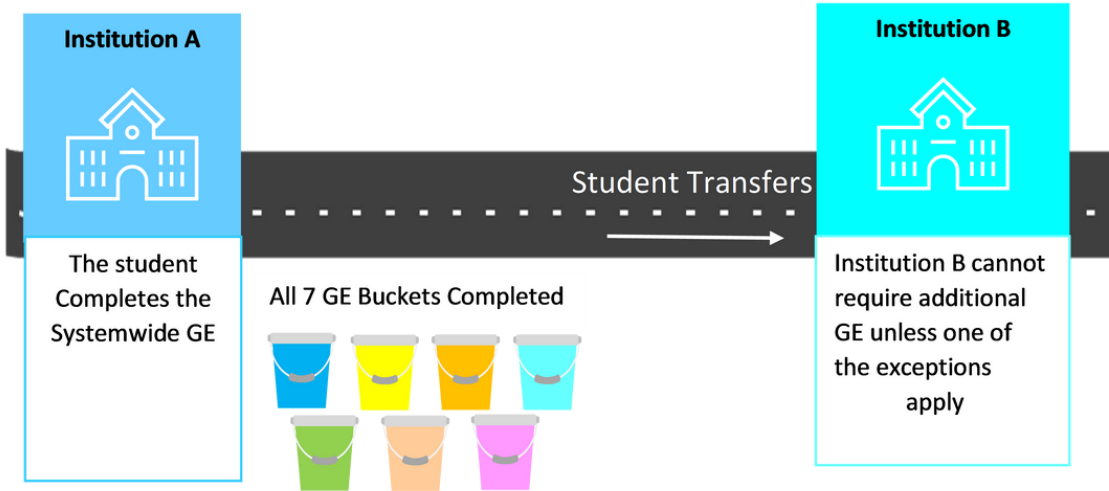 Institution A
Institution B
Student Transfers
The student
Completes the
Systemwide GE
All 7 GE Buckets Completed
Institution B cannot
require additional
GE unless one of
the exceptions
apply